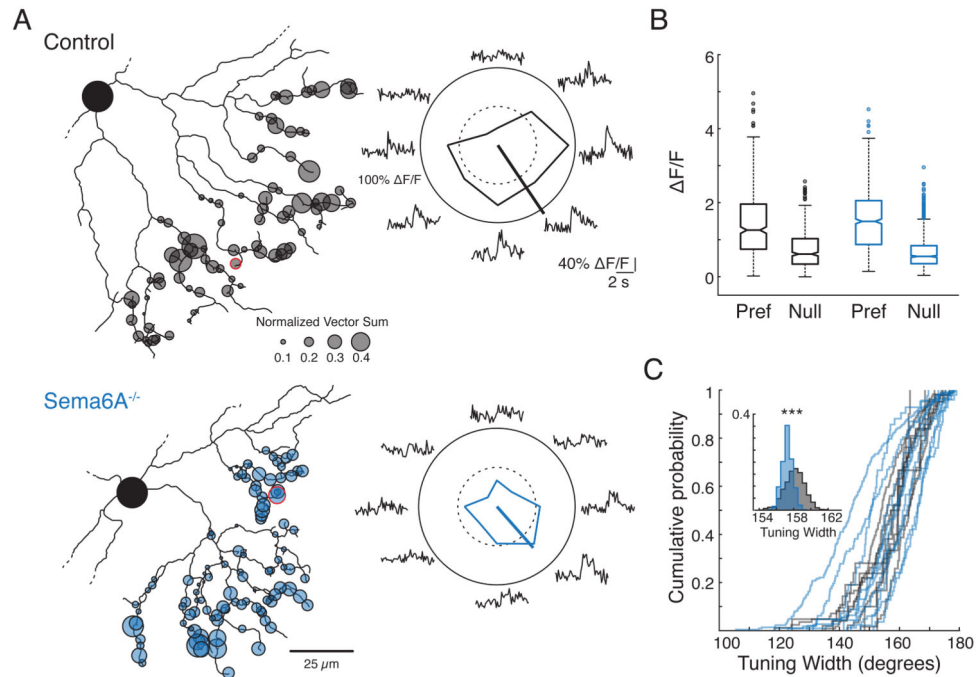 A
Control
100% ΔF/F
40% ΔF/F
2 s
Normalized Vector Sum
0.1 0.2 0.3 0.4
Sema6A-/-
25 μm
B
ΔF/F
6
4
2
0
Pref Null Pref Null
C
Cumulative probability
1
0.8
0.6
0.4
0.2
0.4
***
154 158 162
Tuning Width
100 120 140 160 180
Tuning Width (degrees)